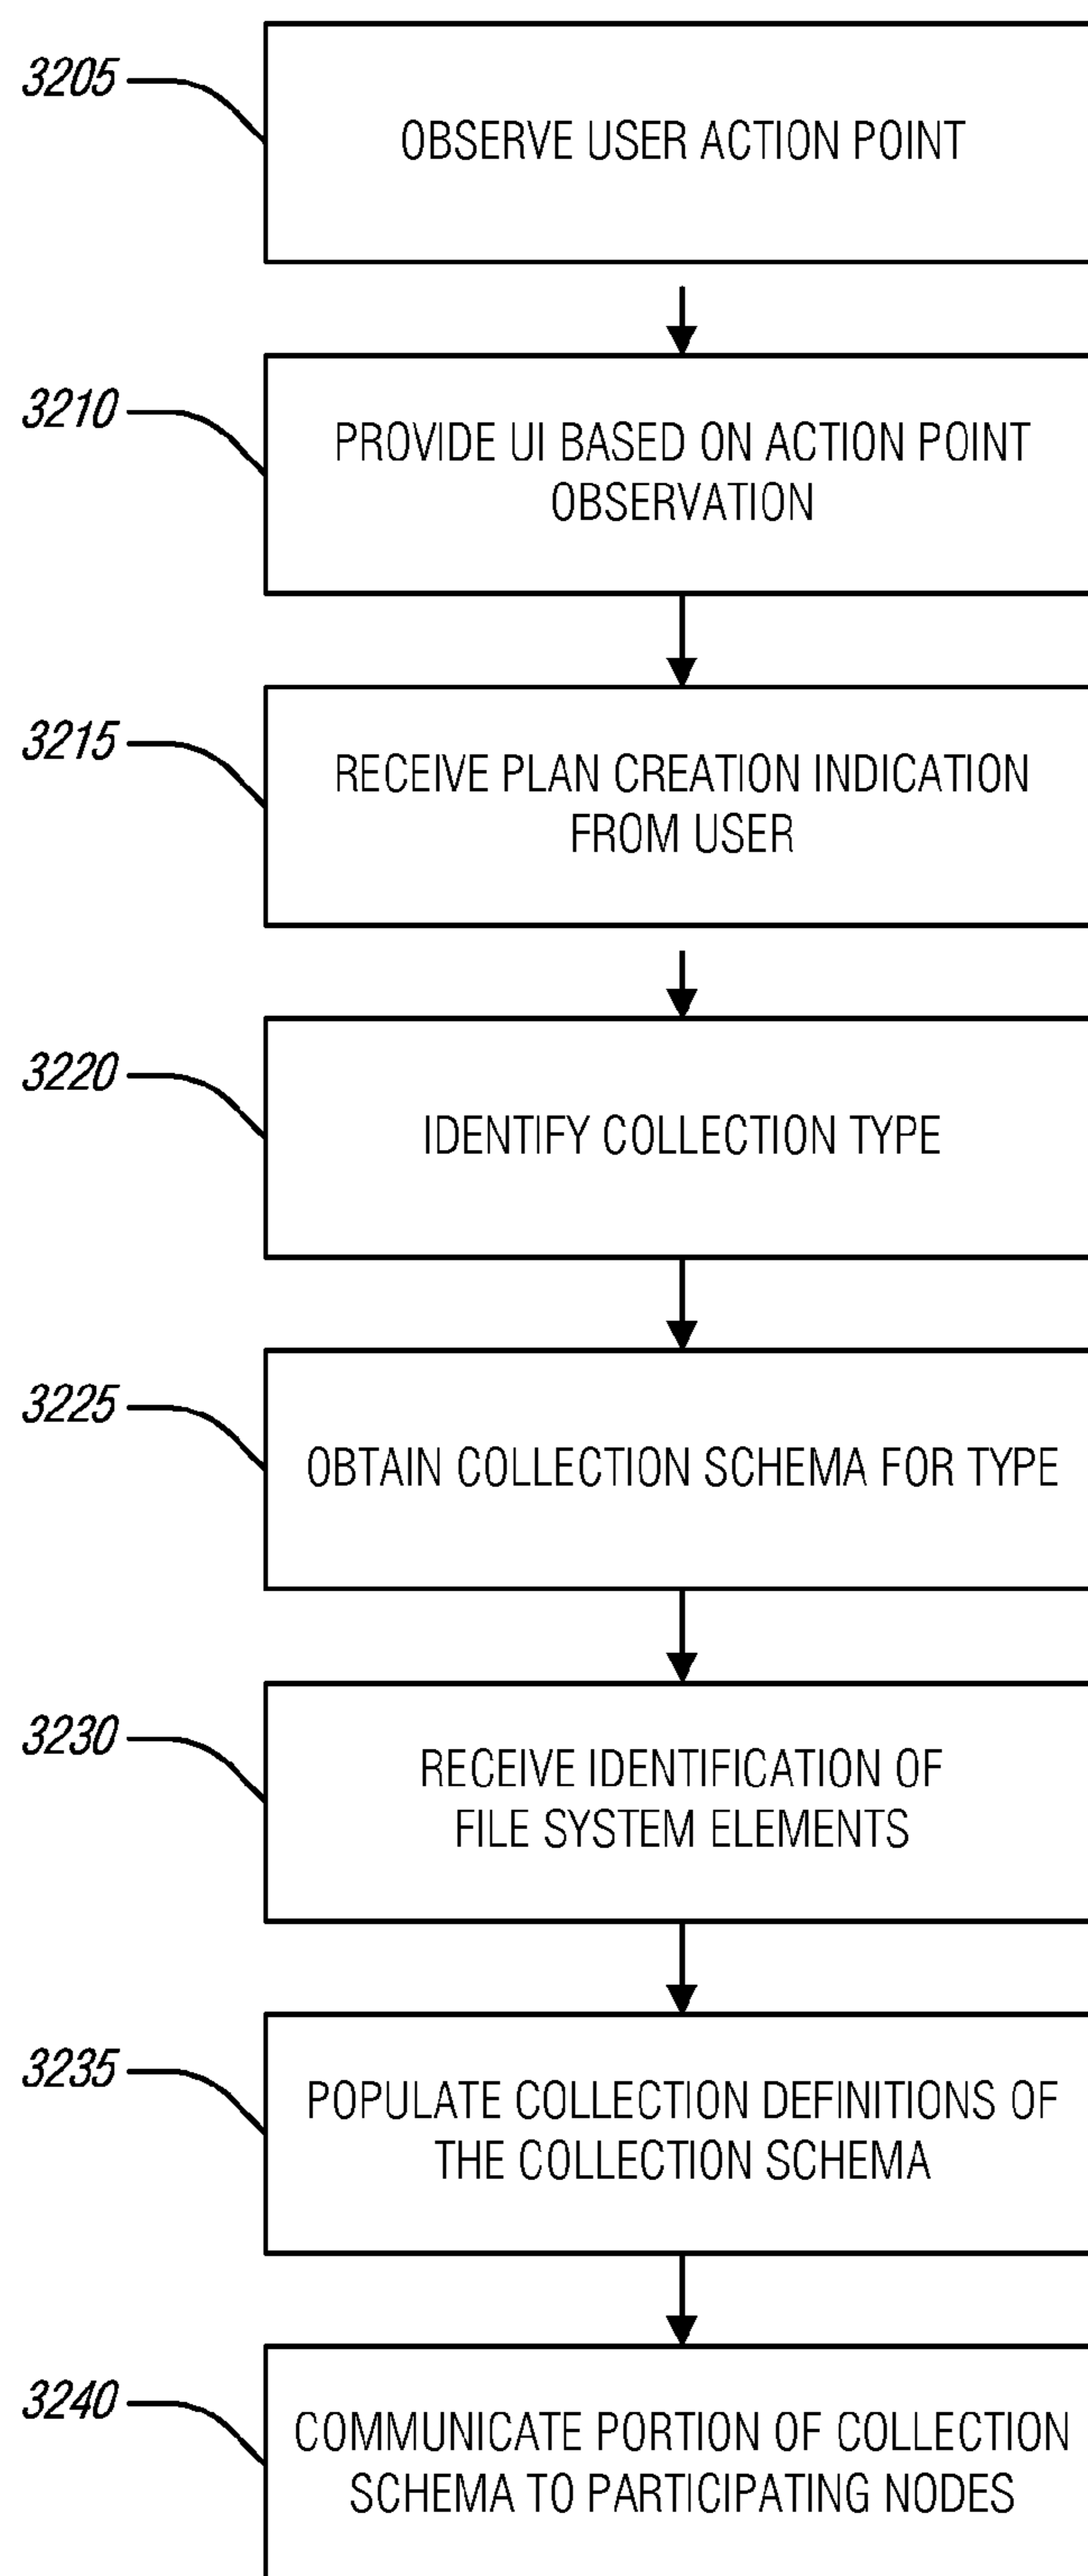 3205
OBSERVE USER ACTION POINT
3210
PROVIDE UI BASED ON ACTION POINT
OBSERVATION
3215
RECEIVE PLAN CREATION INDICATION
FROM USER
3220
IDENTIFY COLLECTION TYPE
3225
OBTAIN COLLECTION SCHEMA FOR TYPE
3230
RECEIVE IDENTIFICATION OF
FILE SYSTEM ELEMENTS
3235
POPULATE COLLECTION DEFINITIONS OF
THE COLLECTION SCHEMA
3240
COMMUNICATE PORTION OF COLLECTION
SCHEMA TO PARTICIPATING NODES